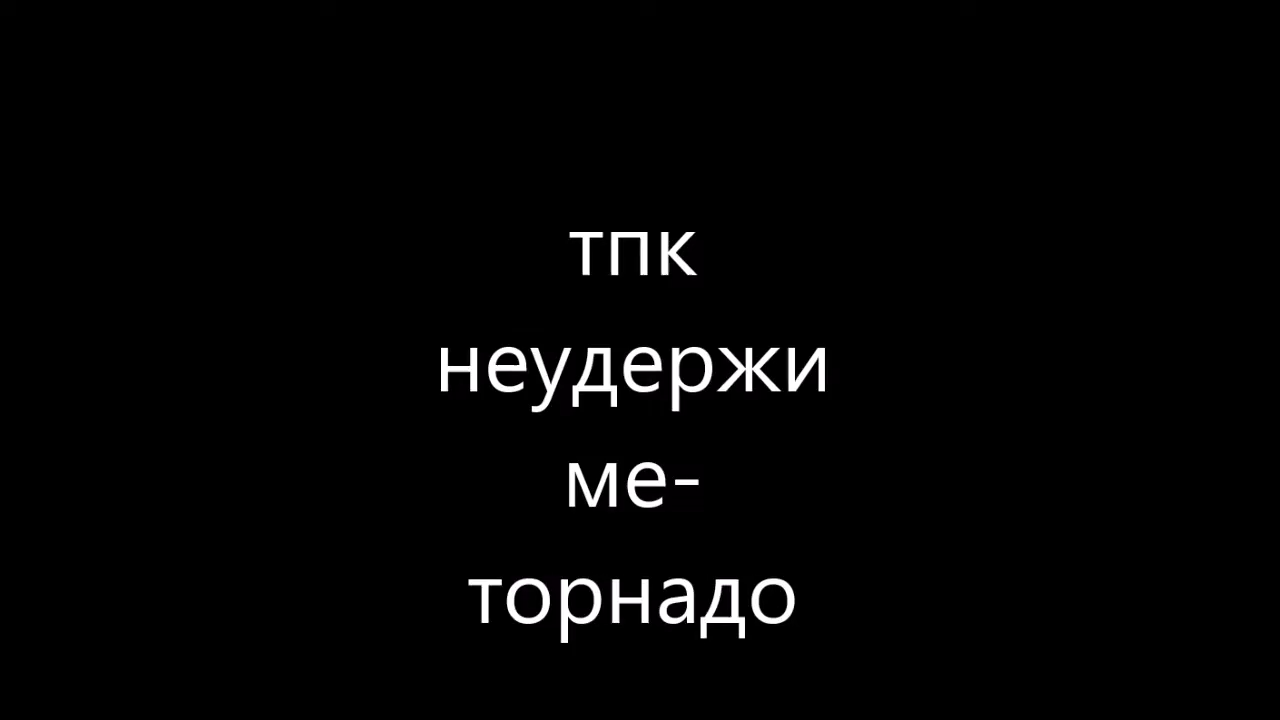 тпк
неудержи
ме-
торнадо